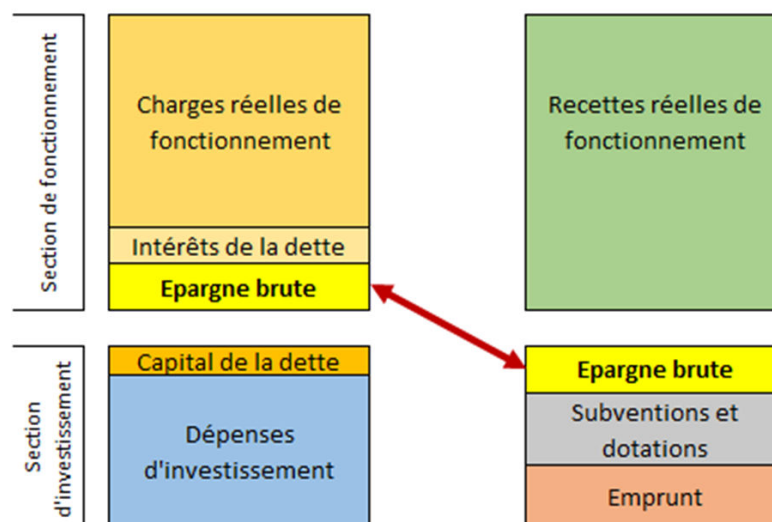 Section de fonctionnement
Charges réelles de
fonctionnement
Recettes réelles de
fonctionnement
Intérêts de la dette
Epargne brute
Section
d'investissement
Capital de la dette
Dépenses
d'investissement
Epargne brute
Subventions et
dotations
Emprunt